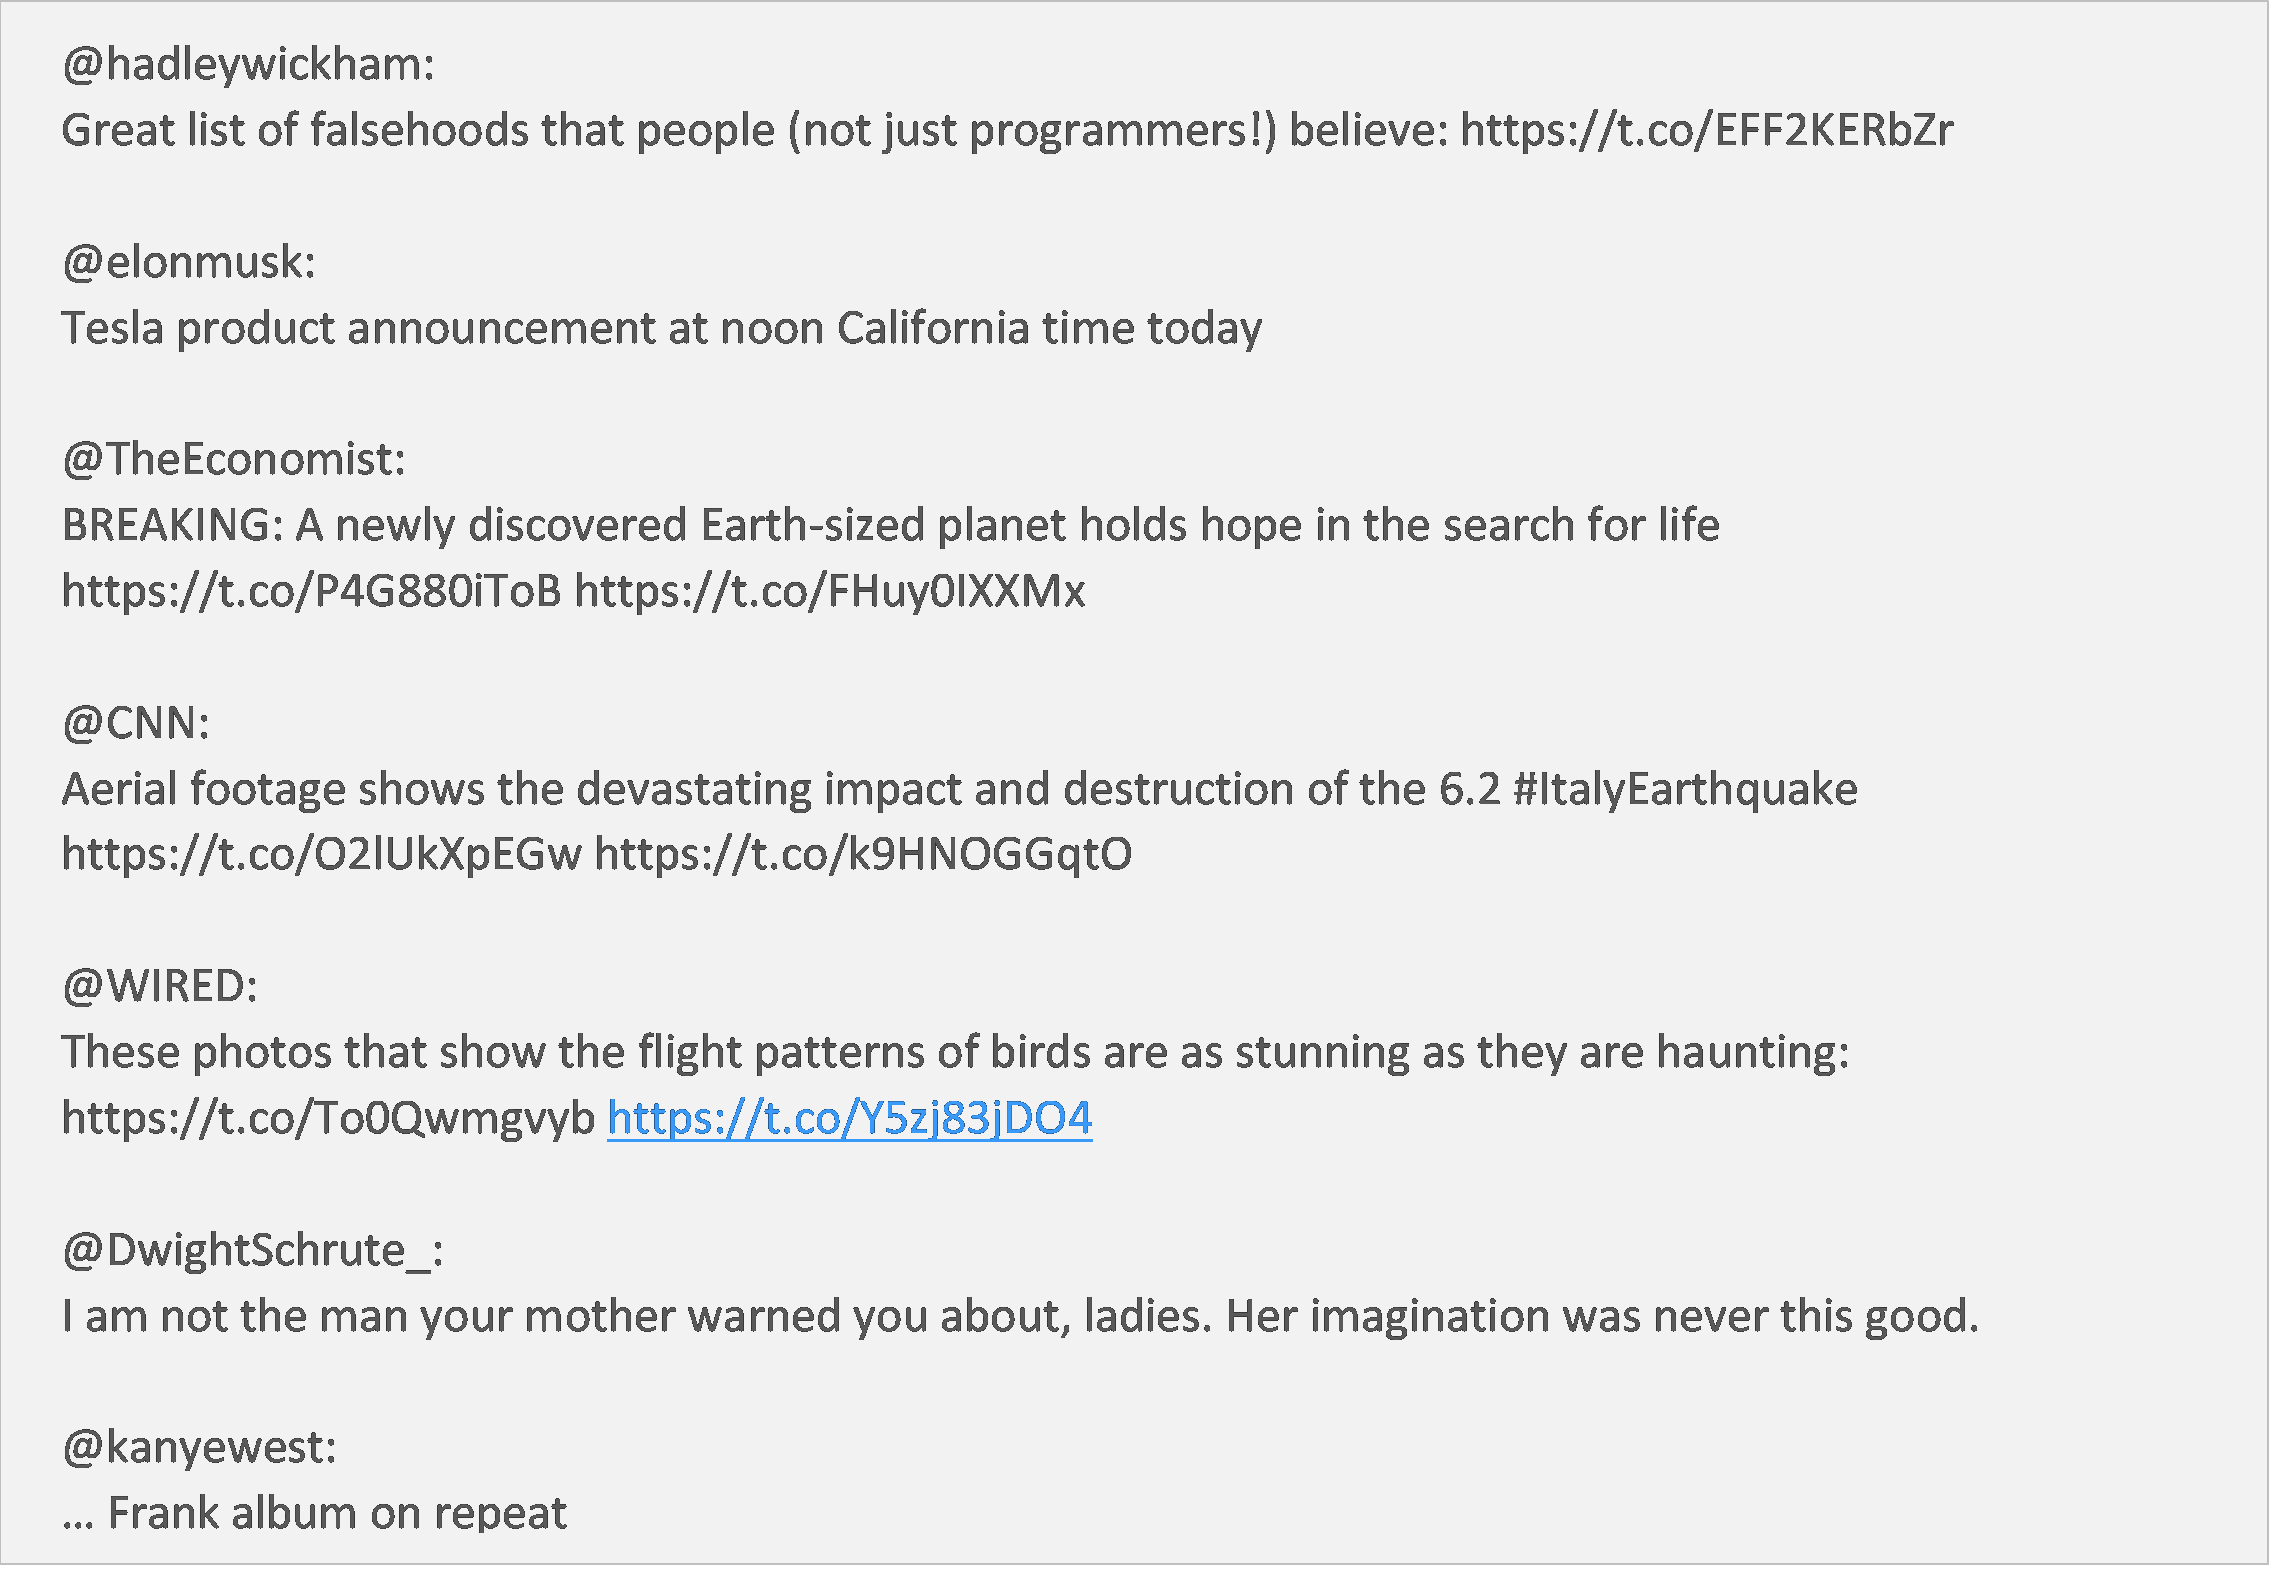 @hadleywickham:
Great list of falsehoods that people (not just programmers!) believe: https://t.co/EFF2KERbZr
@elonmusk:
Tesla product announcement at noon California time today
@TheEconomist:
BREAKING: A newly discovered Earth-sized planet holds hope in the search for life
https://t.co/P4G880iToB https://t.co/FHuy0IXXMx
@CNN:
Aerial footage shows the devastating impact and destruction of the 6.2 #ItalyEarthquake
https://t.co/O2lUkXpEGw https://t.co/k9HNOGGqtO
@WIRED:
These photos that show the flight patterns of birds are as stunning as they are haunting:
https://t.co/To0Qwmgvyb https://t.co/Y5zj83jDO4
@DwightSchrute_:
I am not the man your mother warned you about, ladies. Her imagination was never this good.
@kanyewest:
... Frank album on repeat